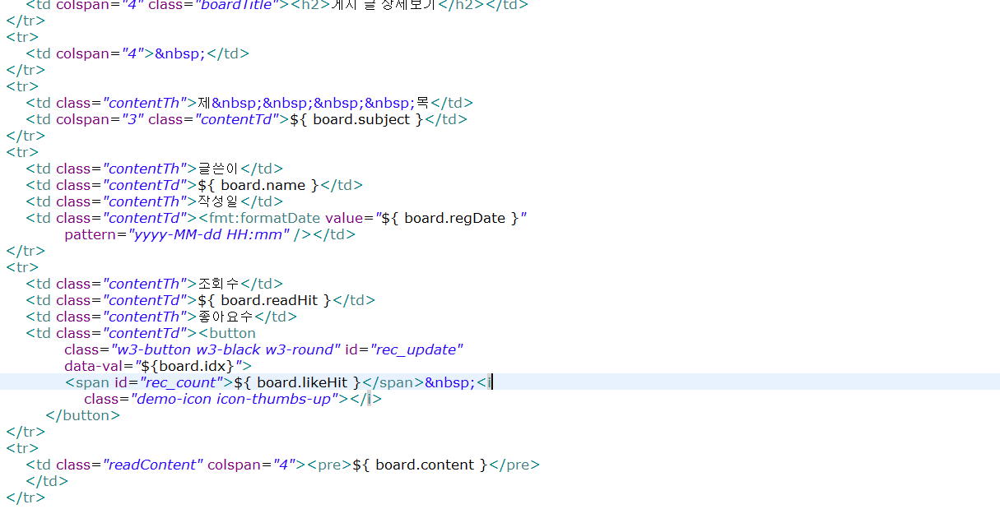 <td colspan="4" class="boardTitle"><h2>게시 글 상세보기</h2></td>
</tr>
<tr>
<td colspan="4">&nbsp;</td>
</tr>
<tr>
<td class="contentTh">제&nbsp;&nbsp;&nbsp;&nbsp;목</td>
<td colspan="3" class="contentTd">${ board.subject }</td>
</tr>
<tr>
<td class="contentTh">글쓴이</td>
<td class="contentTd">${ board.name }</td>
<td class="contentTh">작성일</td>
<td class="contentTd"><fmt:formatDate value="${ board.regDate }"
pattern="yyyy-MM-dd HH:mm" /></td>
</tr>
<tr>
<td class="contentTh">조회수</td>
<td class="contentTd">${ board.readHit }</td>
<td class="contentTh">좋아요수</td>
<td class="contentTd"><button
class="w3-button w3-black w3-round" id="rec_update"
data-val="${board.idx}">
<span id="rec_count">${ board.likeHit }</span>&nbsp;<i
class="demo-icon icon-thumbs-up"></i>
</button>
</tr>
<tr>
<td class="readContent" colspan="4"><pre>${ board.content }</pre>
</td>
</tr>